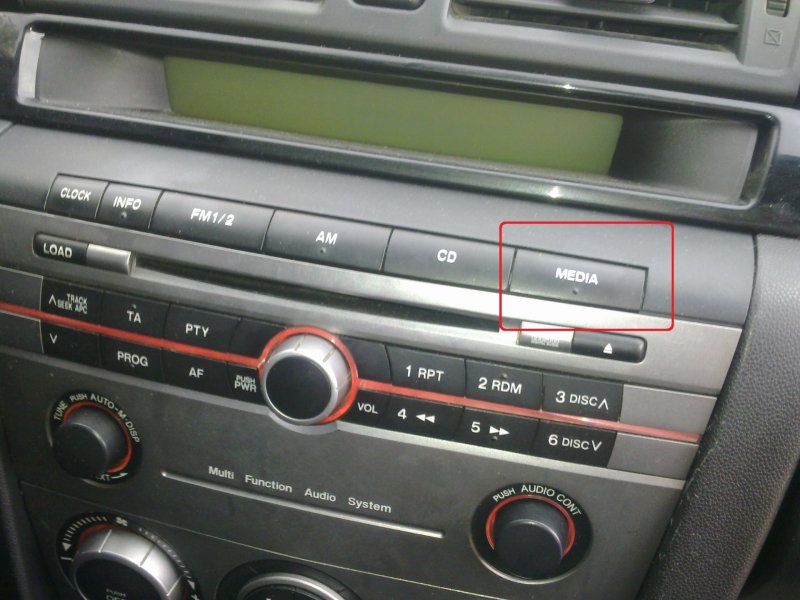 CLOCK
INFO
FM1/2
AM
CD
MEDIA
LOAD
∧ TRACK
SEEK APC
TA
PTY
1 RPT
2 RDM
3 DISC∧
∨
PROG
AF
PUSH
PWR
VOL
4 ◀◀
5 ▶▶
6 DISC∨
TUNE PUSH AUTO-M·DISP
Multi Function Audio System
PUSH AUDIO CONT
PUSH